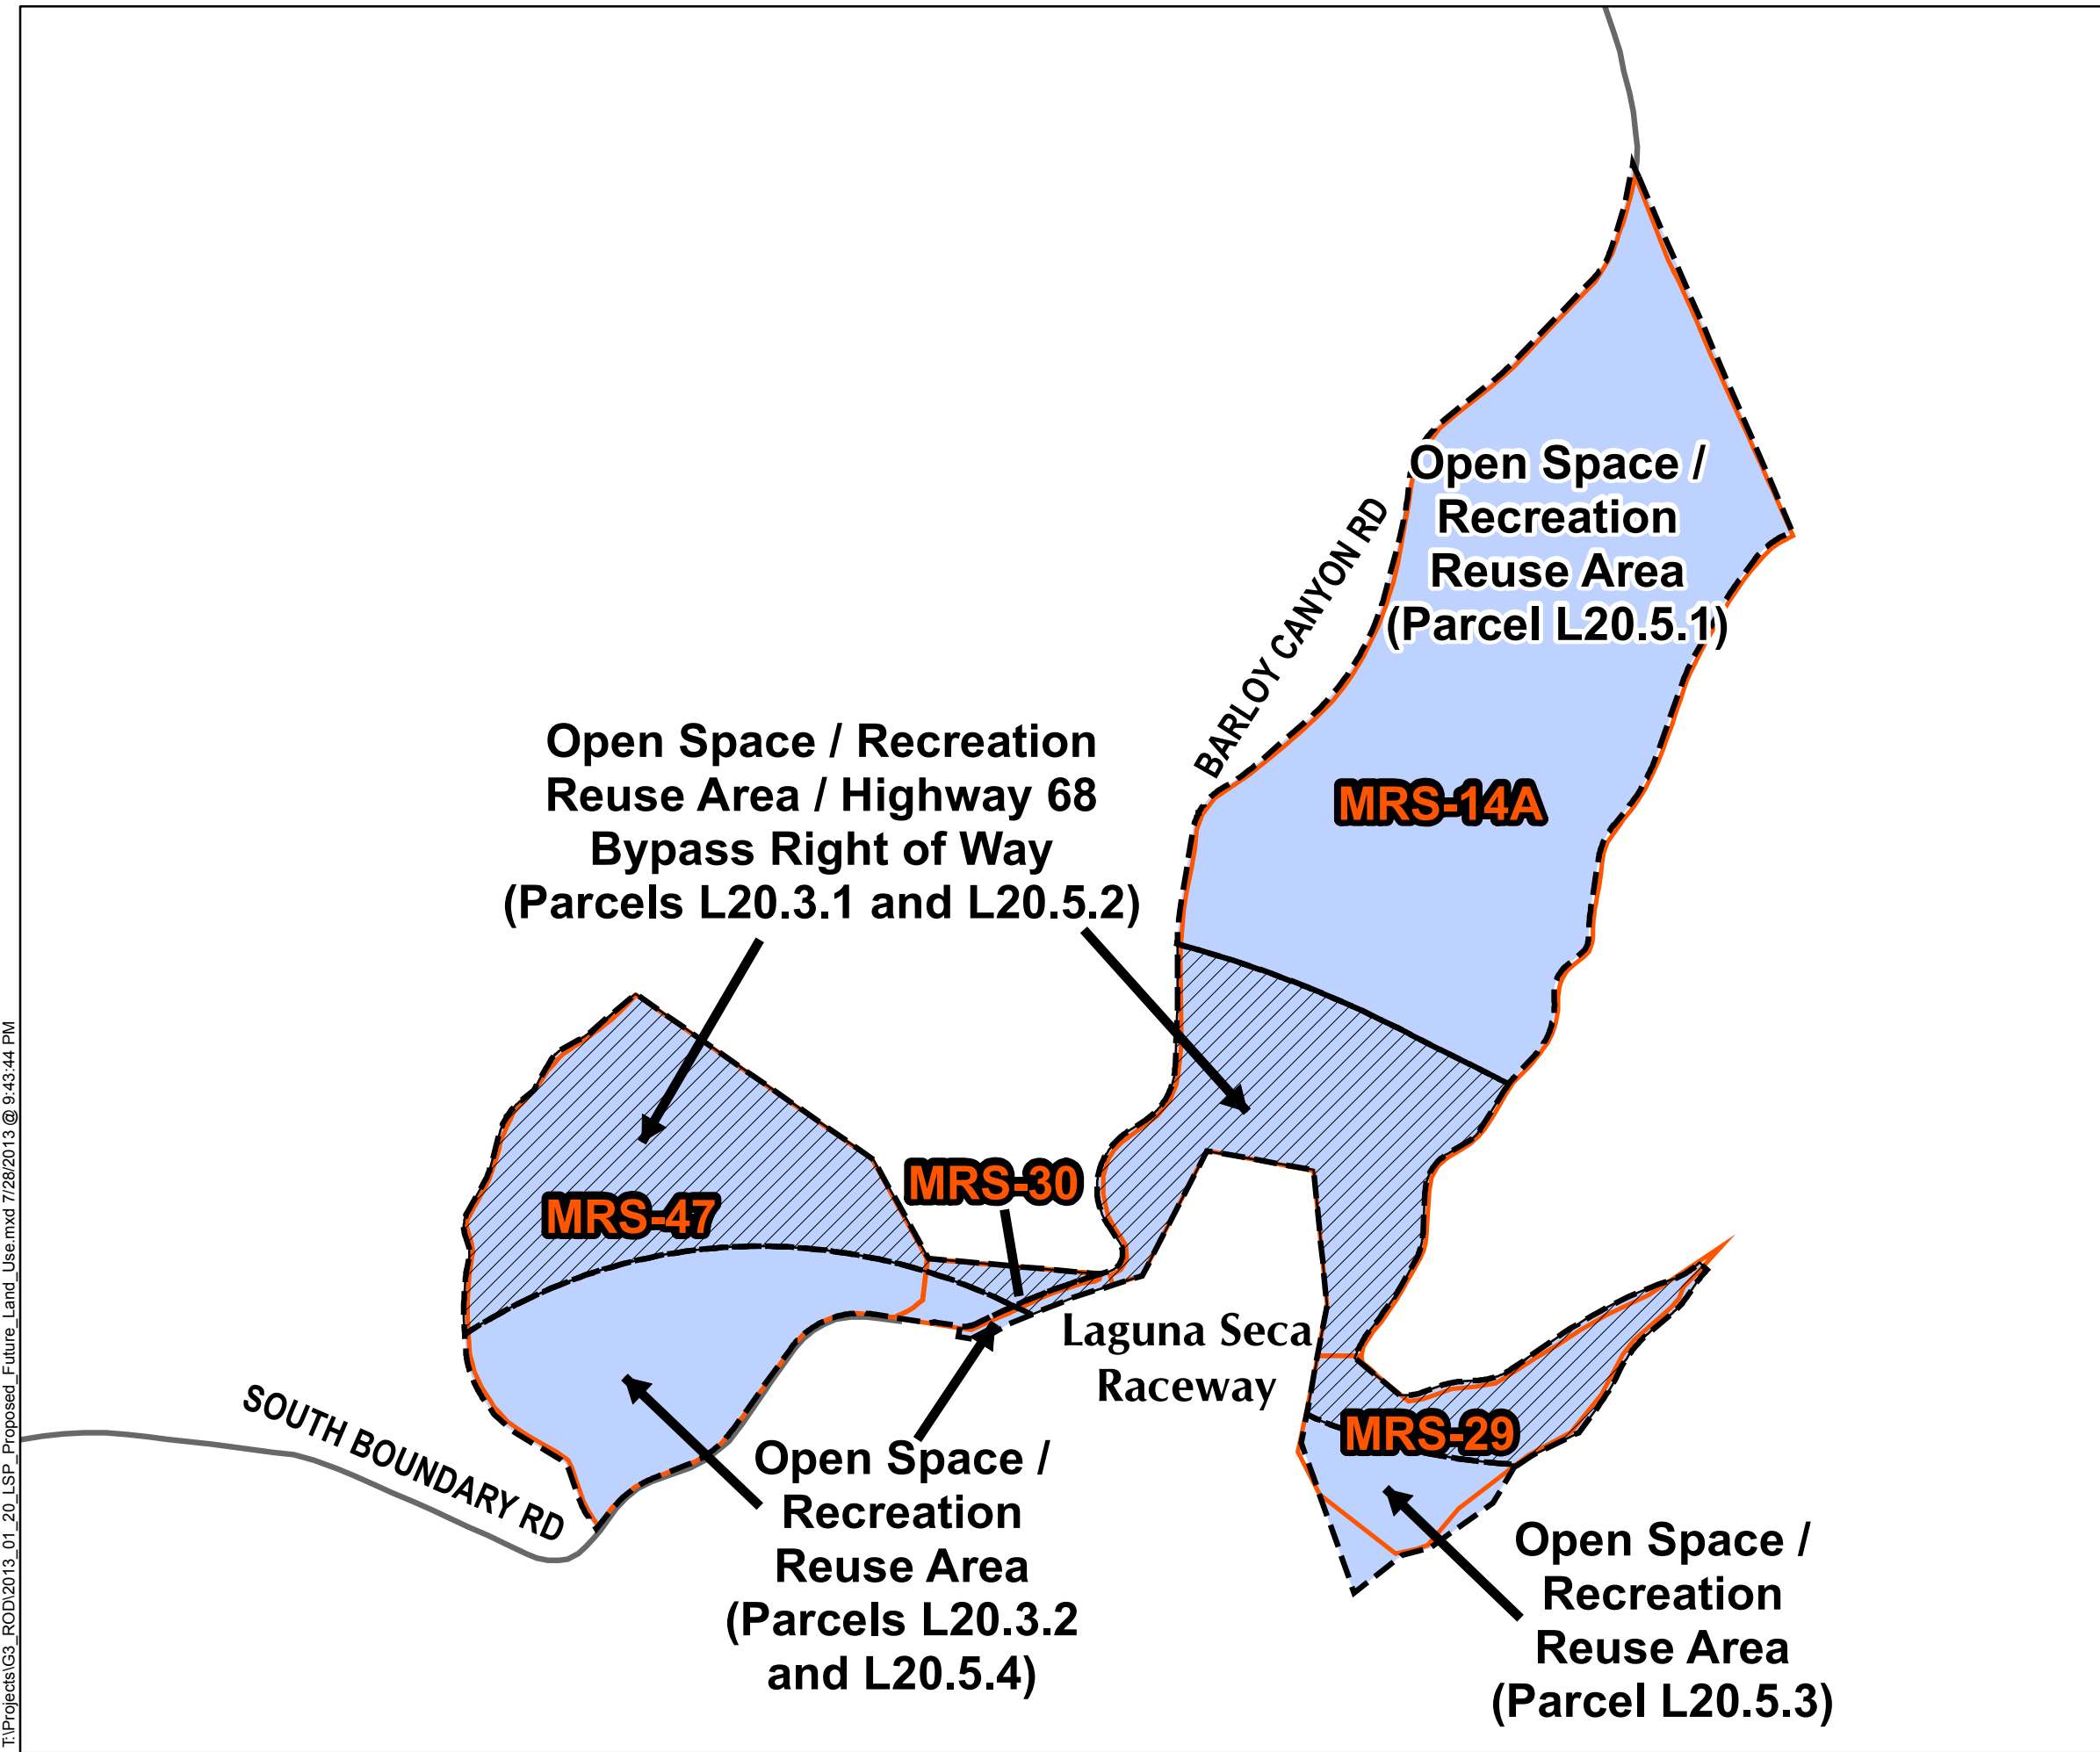 Open Space /
Recreation
Reuse Area
(Parcel L20.5.1)
BARLOY CANYON RD
MRS-14A
Open Space / Recreation
Reuse Area / Highway 68
Bypass Right of Way
(Parcels L20.3.1 and L20.5.2)
MRS-30
MRS-47
Laguna Seca
Raceway
SOUTH BOUNDARY RD
MRS-29
Open Space /
Recreation
Reuse Area
(Parcels L20.3.2
and L20.5.4)
Open Space /
Recreation
Reuse Area
(Parcel L20.5.3)
T:\Projects\G3_ROD\2013_01_20_LSP_Proposed_Future_Land_Use.mxd 7/28/2013 @ 9:43:44 PM